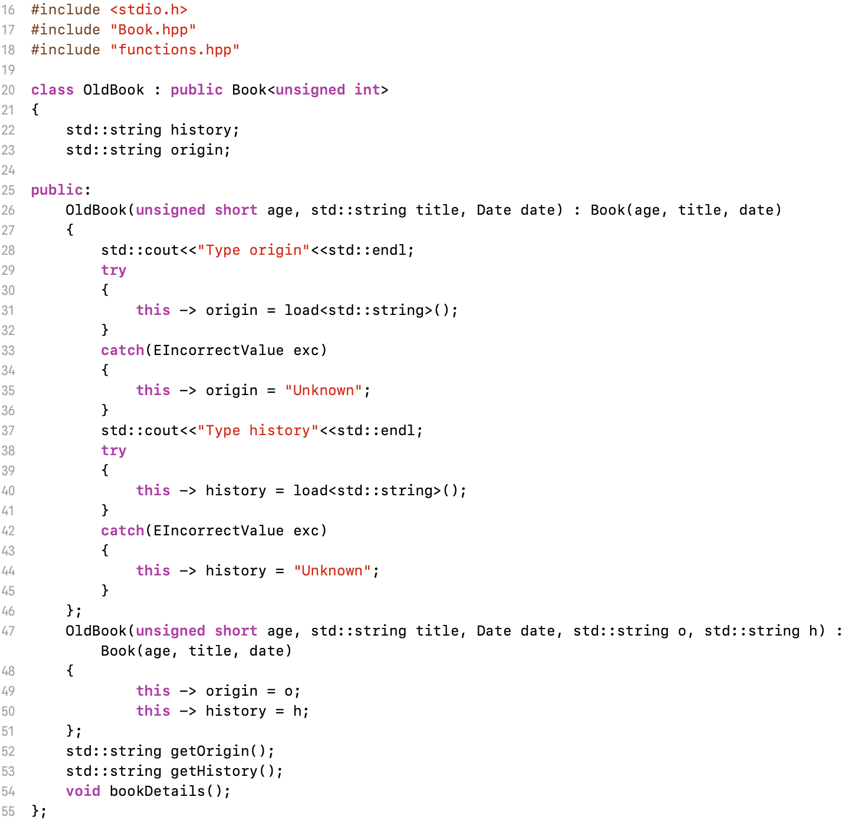 16 #include <stdio.h>
17 #include "Book.hpp"
18 #include "functions.hpp"
19
20 class OldBook : public Book<unsigned int>
21 {
22     std::string history;
23     std::string origin;
24
25 public:
26     OldBook(unsigned short age, std::string title, Date date) : Book(age, title, date)
27     {
28         std::cout<<"Type origin"<<std::endl;
29         try
30         {
31             this -> origin = load<std::string>();
32         }
33         catch(EIncorrectValue exc)
34         {
35             this -> origin = "Unknown";
36         }
37         std::cout<<"Type history"<<std::endl;
38         try
39         {
40             this -> history = load<std::string>();
41         }
42         catch(EIncorrectValue exc)
43         {
44             this -> history = "Unknown";
45         }
46     };
47     OldBook(unsigned short age, std::string title, Date date, std::string o, std::string h) :
        Book(age, title, date)
48     {
49             this -> origin = o;
50             this -> history = h;
51     };
52     std::string getOrigin();
53     std::string getHistory();
54     void bookDetails();
55 };